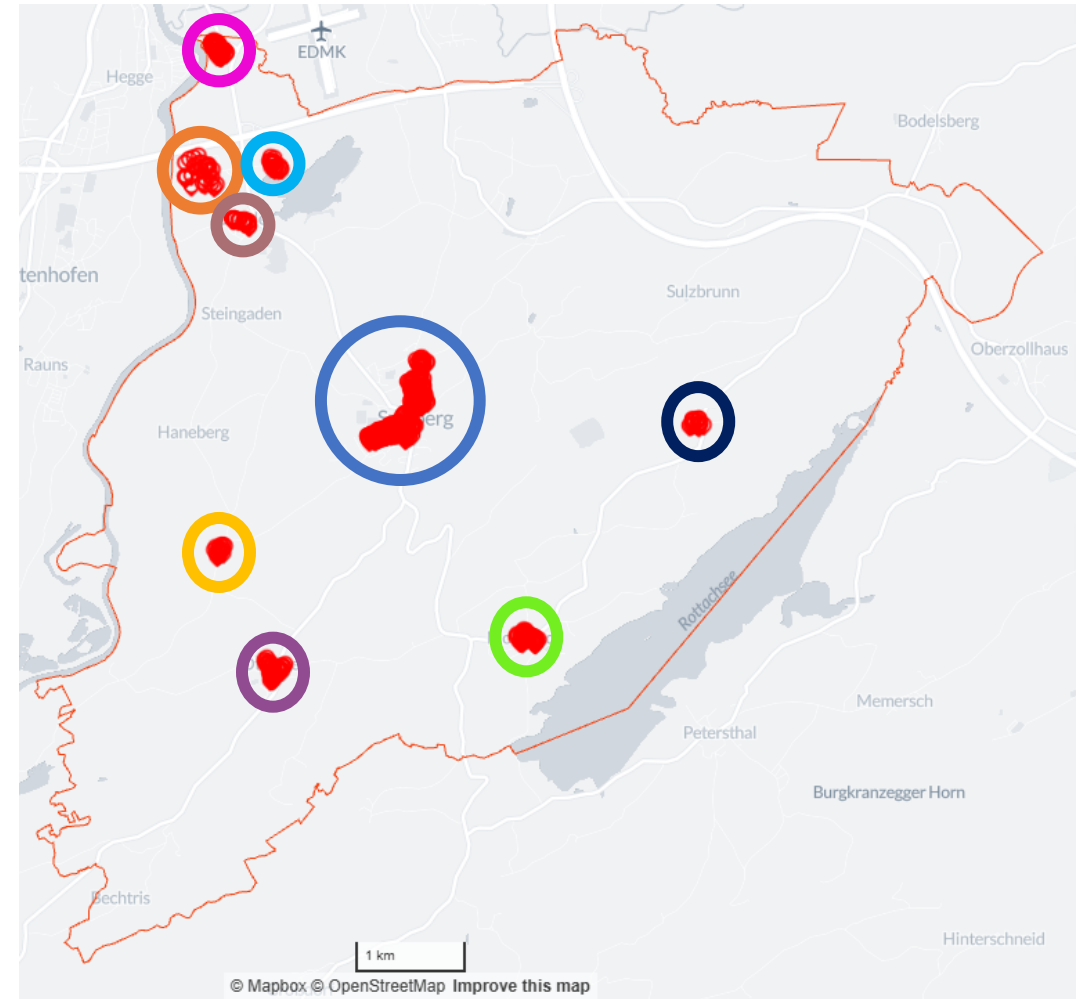 EDMK
Hegge
Bodelsberg
tenhofen
Sulzbrunn
Steingaden
Oberzollhaus
Rauns
erg
Haneberg
Rottachsee
Memersch
Petersthal
Burgkranzegger Horn
Bechtris
Hinterschneid
1 km
© Mapbox © OpenStreetMap Improve this map